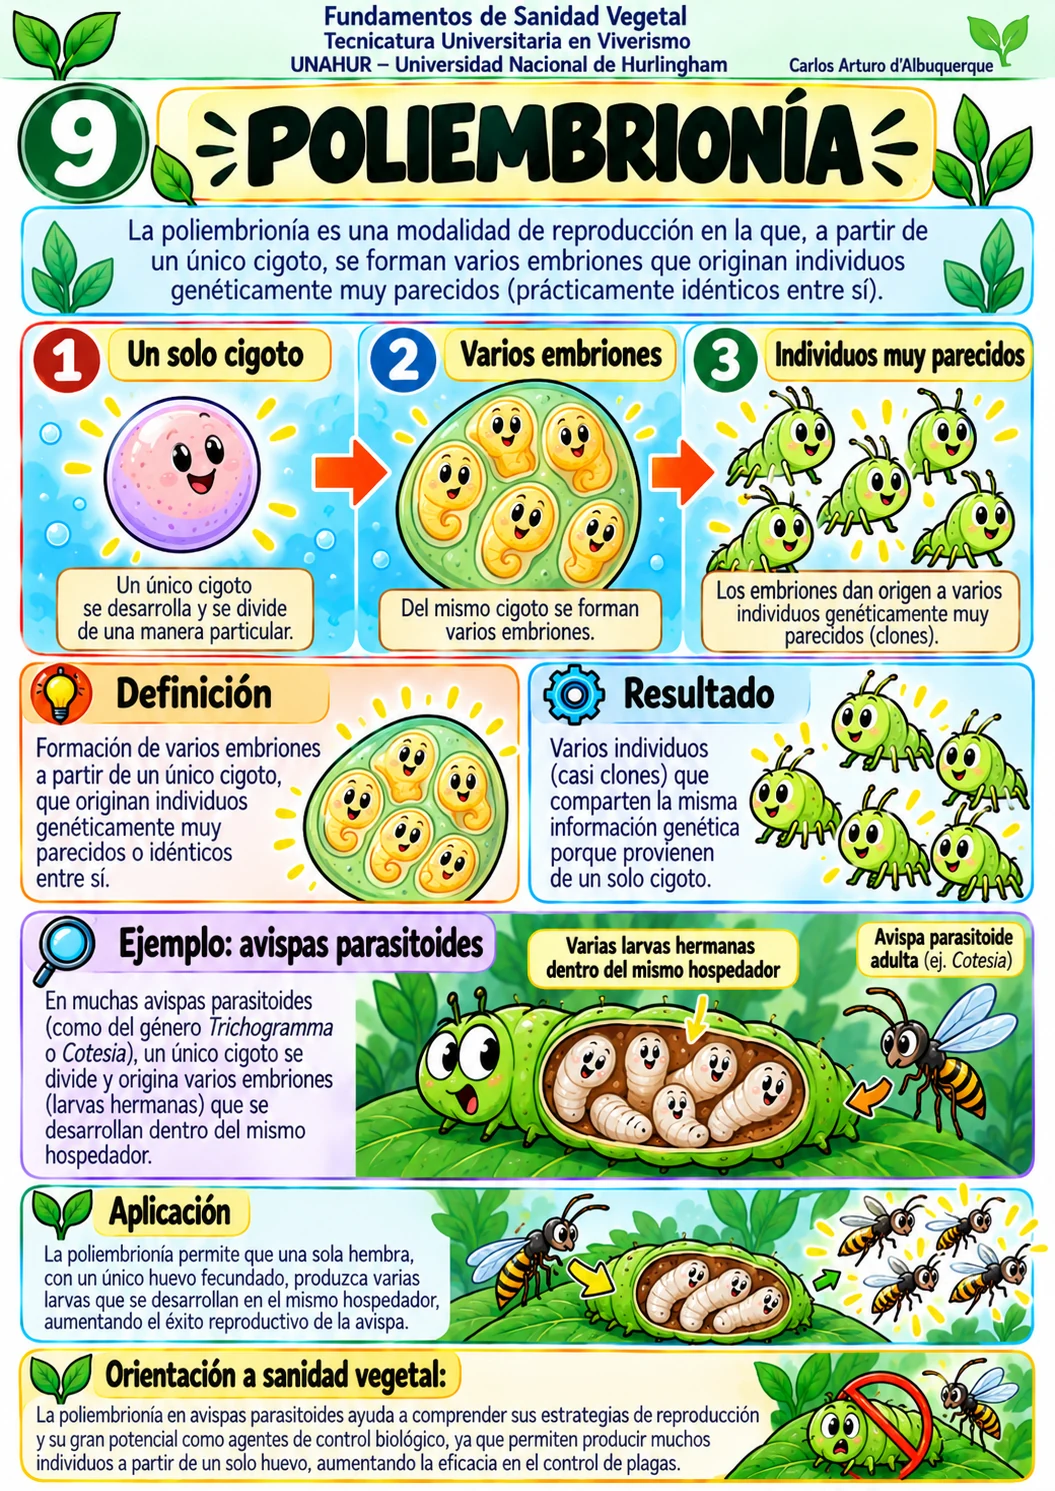 Fundamentos de Sanidad Vegetal
Tecnicatura Universitaria en Viverismo
UNAHUR – Universidad Nacional de Hurlingham
Carlos Arturo d'Albuquerque
9
POLIEMBRIONÍA
La poliembrionía es una modalidad de reproducción en la que, a partir de
un único cigoto, se forman varios embriones que originan individuos
genéticamente muy parecidos (prácticamente idénticos entre sí).
1 Un solo cigoto
Un único cigoto
se desarrolla y se divide
de una manera particular.
2 Varios embriones
Del mismo cigoto se forman
varios embriones.
3 Individuos muy parecidos
Los embriones dan origen a varios
individuos genéticamente muy
parecidos (clones).
Definición
Formación de varios embriones
a partir de un único cigoto,
que originan individuos
genéticamente muy
parecidos o idénticos
entre sí.
Resultado
Varios individuos
(casi clones) que
comparten la misma
información genética
porque provienen
de un solo cigoto.
Ejemplo: avispas parasitoides
En muchas avispas parasitoides
(como del género Trichogramma
o Cotesia), un único cigoto se
divide y origina varios embriones
(larvas hermanas) que se
desarrollan dentro del mismo
hospedador.
Varias larvas hermanas
dentro del mismo hospedador
Avispa parasitoide
adulta (ej. Cotesia)
Aplicación
La poliembrionía permite que una sola hembra,
con un único huevo fecundado, produzca varias
larvas que se desarrollan en el mismo hospedador,
aumentando el éxito reproductivo de la avispa.
Orientación a sanidad vegetal:
La poliembrionía en avispas parasitoides ayuda a comprender sus estrategias de reproducción
y su gran potencial como agentes de control biológico, ya que permiten producir muchos
individuos a partir de un solo huevo, aumentando la eficacia en el control de plagas.